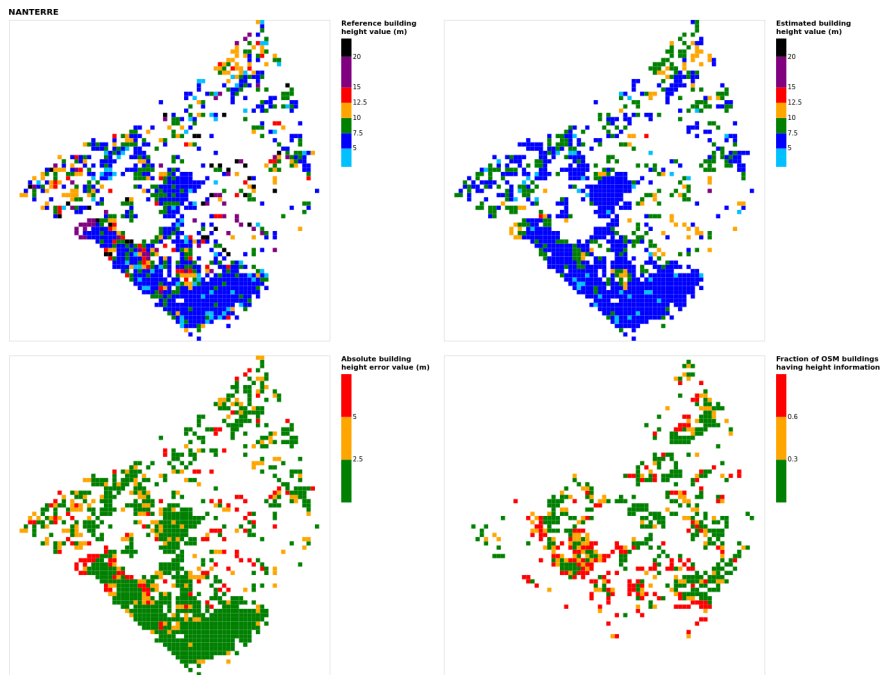 NANTERRE
Reference building
height value (m)
20
15
12.5
10
7.5
5
Estimated building
height value (m)
20
15
12.5
10
7.5
5
Absolute building
height error value (m)
5
2.5
Fraction of OSM buildings
having height information
0.6
0.3